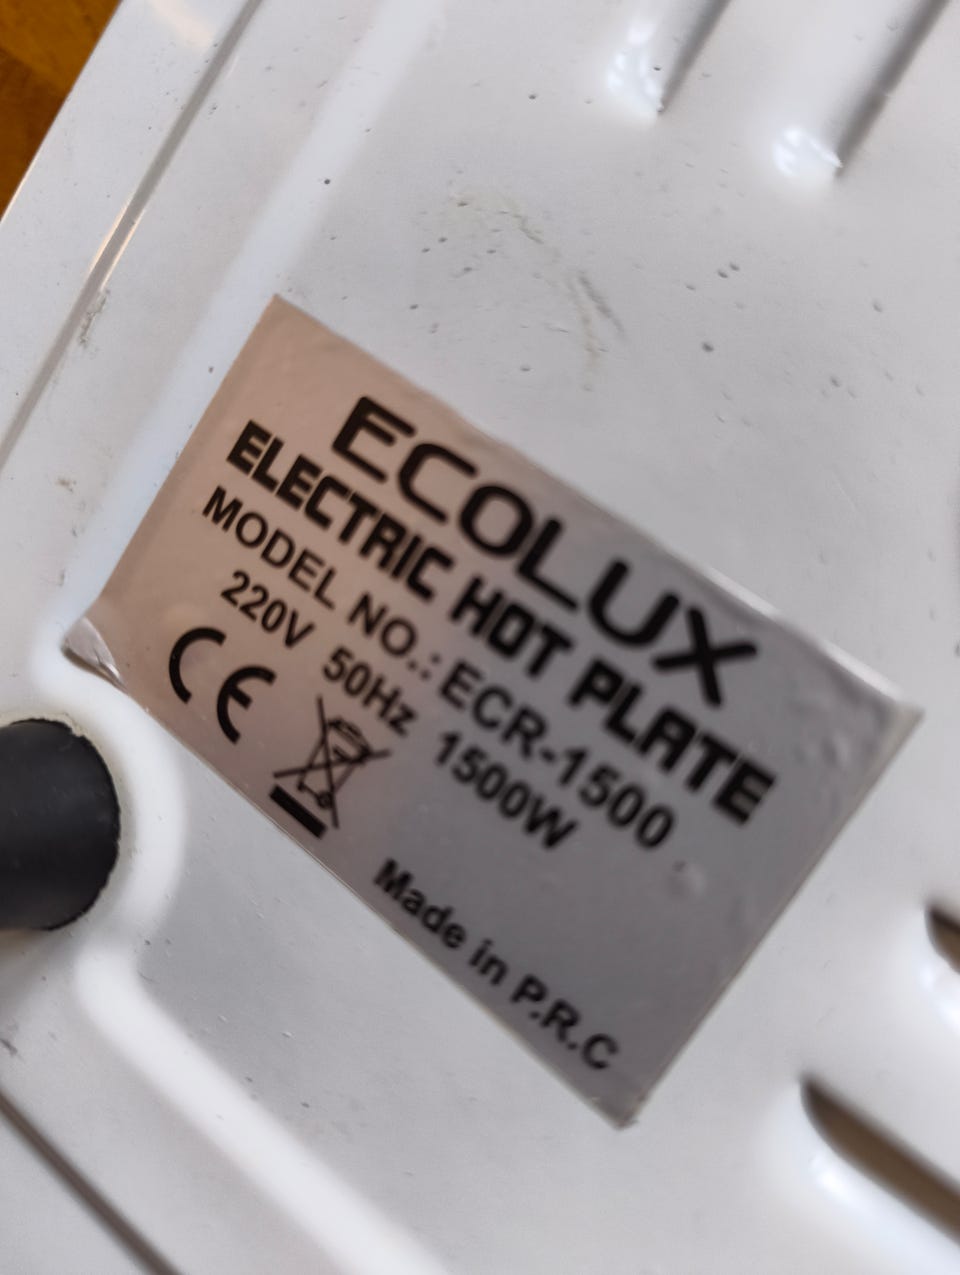 ECOLUX
ELECTRIC HOT PLATE
MODEL NO.: ECR-1500
220V 50Hz 1500W
CE
Made in P.R.C